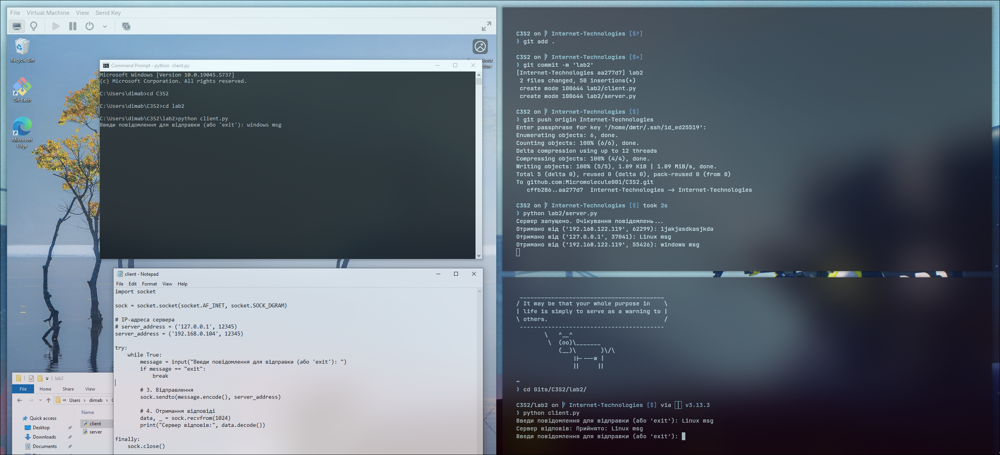 File Virtual Machine View Send Key
Recycle Bin
Git Bash
Microsoft
Edge
Command Prompt - python client.py
Microsoft Windows [Version 10.0.19045.5737]
(c) Microsoft Corporation. All rights reserved.
C:\Users\dimab>cd C3S2
C:\Users\dimab\C3S2>cd lab2
C:\Users\dimab\C3S2\lab2>python client.py
Введи повідомлення для відправки (або 'exit'): windows msg
client - Notepad
File Edit Format View Help
import socket
sock = socket.socket(socket.AF_INET, socket.SOCK_DGRAM)
# IP-адреса сервера
# server_address = ('127.0.0.1', 12345)
server_address = ('192.168.0.104', 12345)
try:
while True:
message = input("Введи повідомлення для відправки (або 'exit'): ")
if message == "exit":
break
# 3. Відправлення
sock.sendto(message.encode(), server_address)
# 4. Отримання відповіді
data, _ = sock.recvfrom(1024)
print("Сервер відповів:", data.decode())
finally:
sock.close()
lab2
File Home Share View
« Users › dimab ›
Name
Quick access
Desktop
Downloads
Documents
client
server
C3S2 on Internet-Technologies [$?]
❯ git add .
C3S2 on Internet-Technologies [$+]
❯ git commit -m 'lab2'
[Internet-Technologies aa277d7] lab2
2 files changed, 50 insertions(+)
create mode 100644 lab2/client.py
create mode 100644 lab2/server.py
C3S2 on Internet-Technologies [$]
❯ git push origin Internet-Technologies
Enter passphrase for key '/home/dmtr/.ssh/id_ed25519':
Enumerating objects: 6, done.
Counting objects: 100% (6/6), done.
Delta compression using up to 12 threads
Compressing objects: 100% (4/4), done.
Writing objects: 100% (5/5), 1.09 KiB | 1.09 MiB/s, done.
Total 5 (delta 0), reused 0 (delta 0), pack-reused 0 (from 0)
To github.com:Micromolecule001/C3S2.git
cffb286..aa277d7 Internet-Technologies -> Internet-Technologies
C3S2 on Internet-Technologies [$] took 2s
❯ python lab2/server.py
Сервер запущено. Очікування повідомлень...
Отримано від ('192.168.122.119', 62299): 1jakjasdkasjkda
Отримано від ('127.0.0.1', 37041): Linux msg
Отримано від ('192.168.122.119', 55426): windows msg
/ It may be that your whole purpose in \
| life is simply to serve as a warning to |
\ others. /
\ ^__^
\ (oo)\_______
(__)\ )\/\
||----w |
|| ||
~
❯ cd Gits/C3S2/lab2/
C3S2/lab2 on Internet-Technologies [$] via v3.13.3
❯ python client.py
Введи повідомлення для відправки (або 'exit'): Linux msg
Сервер відповів: Прийнято: Linux msg
Введи повідомлення для відправки (або 'exit'):